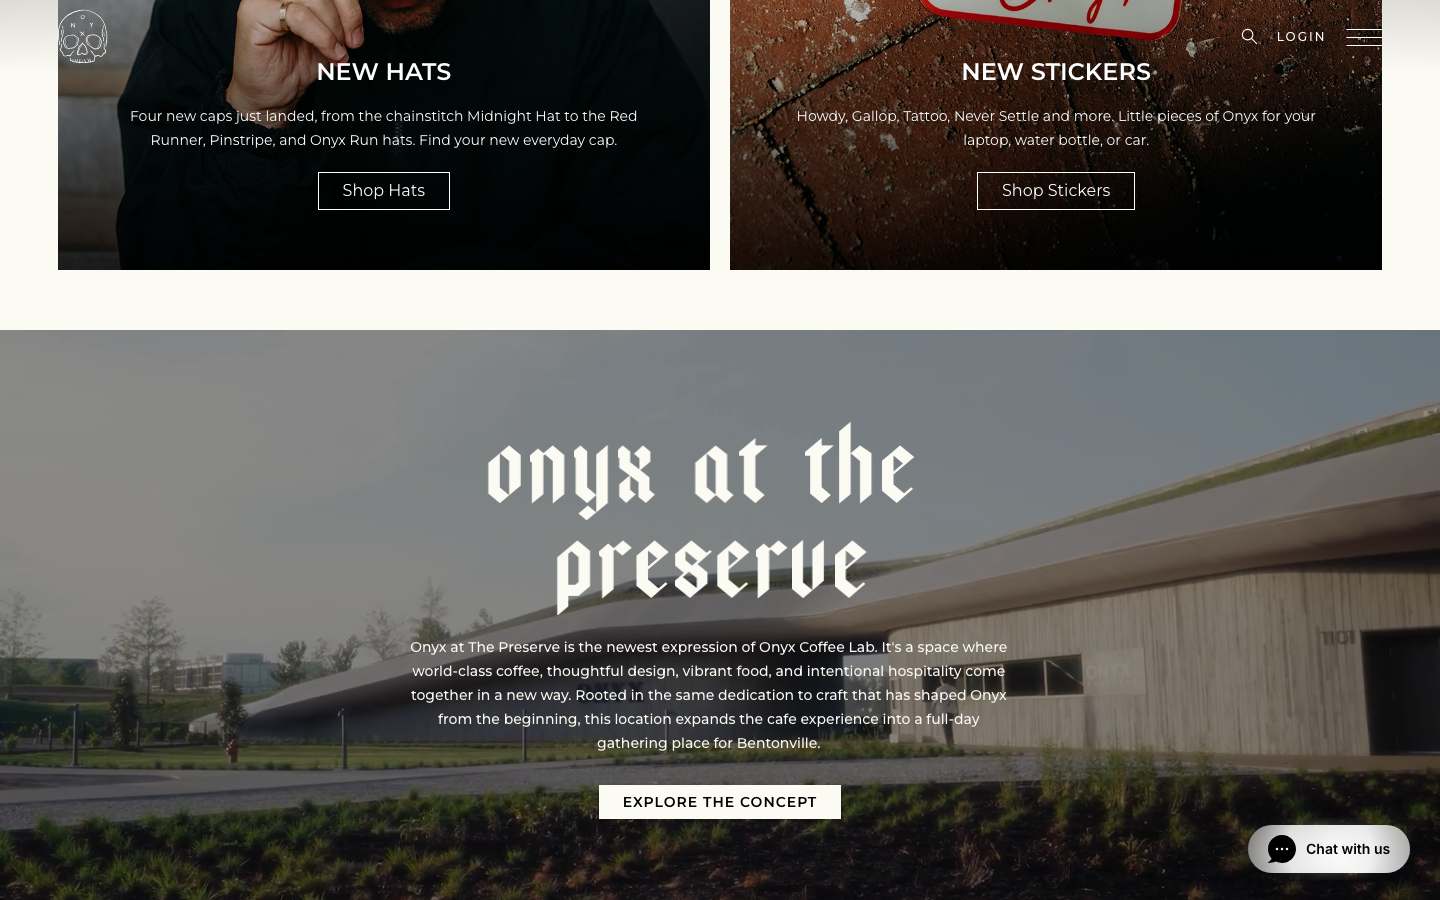 LOGIN
NEW HATS
Four new caps just landed, from the chainstitch Midnight Hat to the Red
Runner, Pinstripe, and Onyx Run hats. Find your new everyday cap.
Shop Hats
NEW STICKERS
Howdy, Gallop, Tattoo, Never Settle and more. Little pieces of Onyx for your
laptop, water bottle, or car.
Shop Stickers
onyx at the
preserve
Onyx at The Preserve is the newest expression of Onyx Coffee Lab. It's a space where
world-class coffee, thoughtful design, vibrant food, and intentional hospitality come
together in a new way. Rooted in the same dedication to craft that has shaped Onyx
from the beginning, this location expands the cafe experience into a full-day
gathering place for Bentonville.
EXPLORE THE CONCEPT
Chat with us